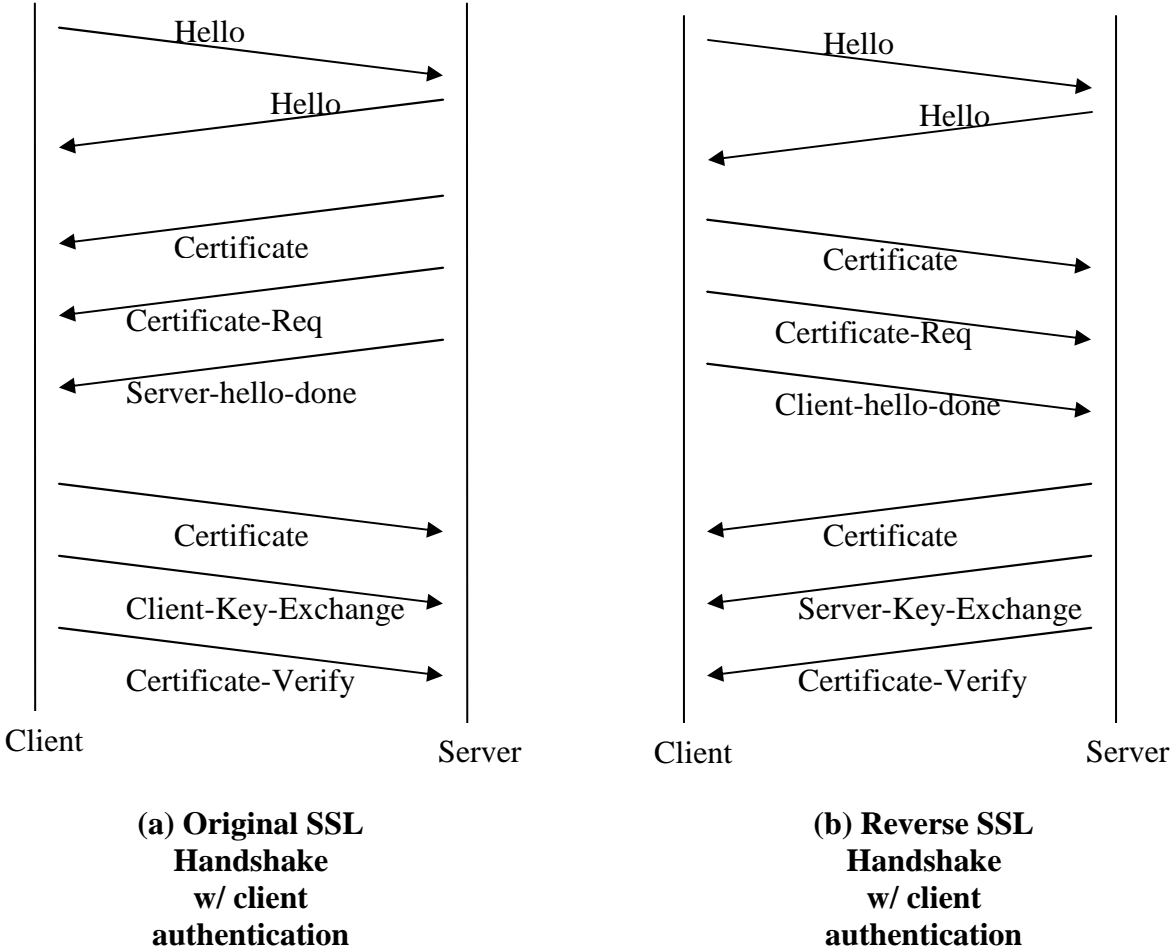 Hello
Hello
Certificate
Certificate-Req
Server-hello-done
Certificate
Client-Key-Exchange
Certificate-Verify
Client
Server
(a) Original SSL
Handshake
w/ client
authentication
Hello
Hello
Certificate
Certificate-Req
Client-hello-done
Certificate
Server-Key-Exchange
Certificate-Verify
Client
Server
(b) Reverse SSL
Handshake
w/ client
authentication